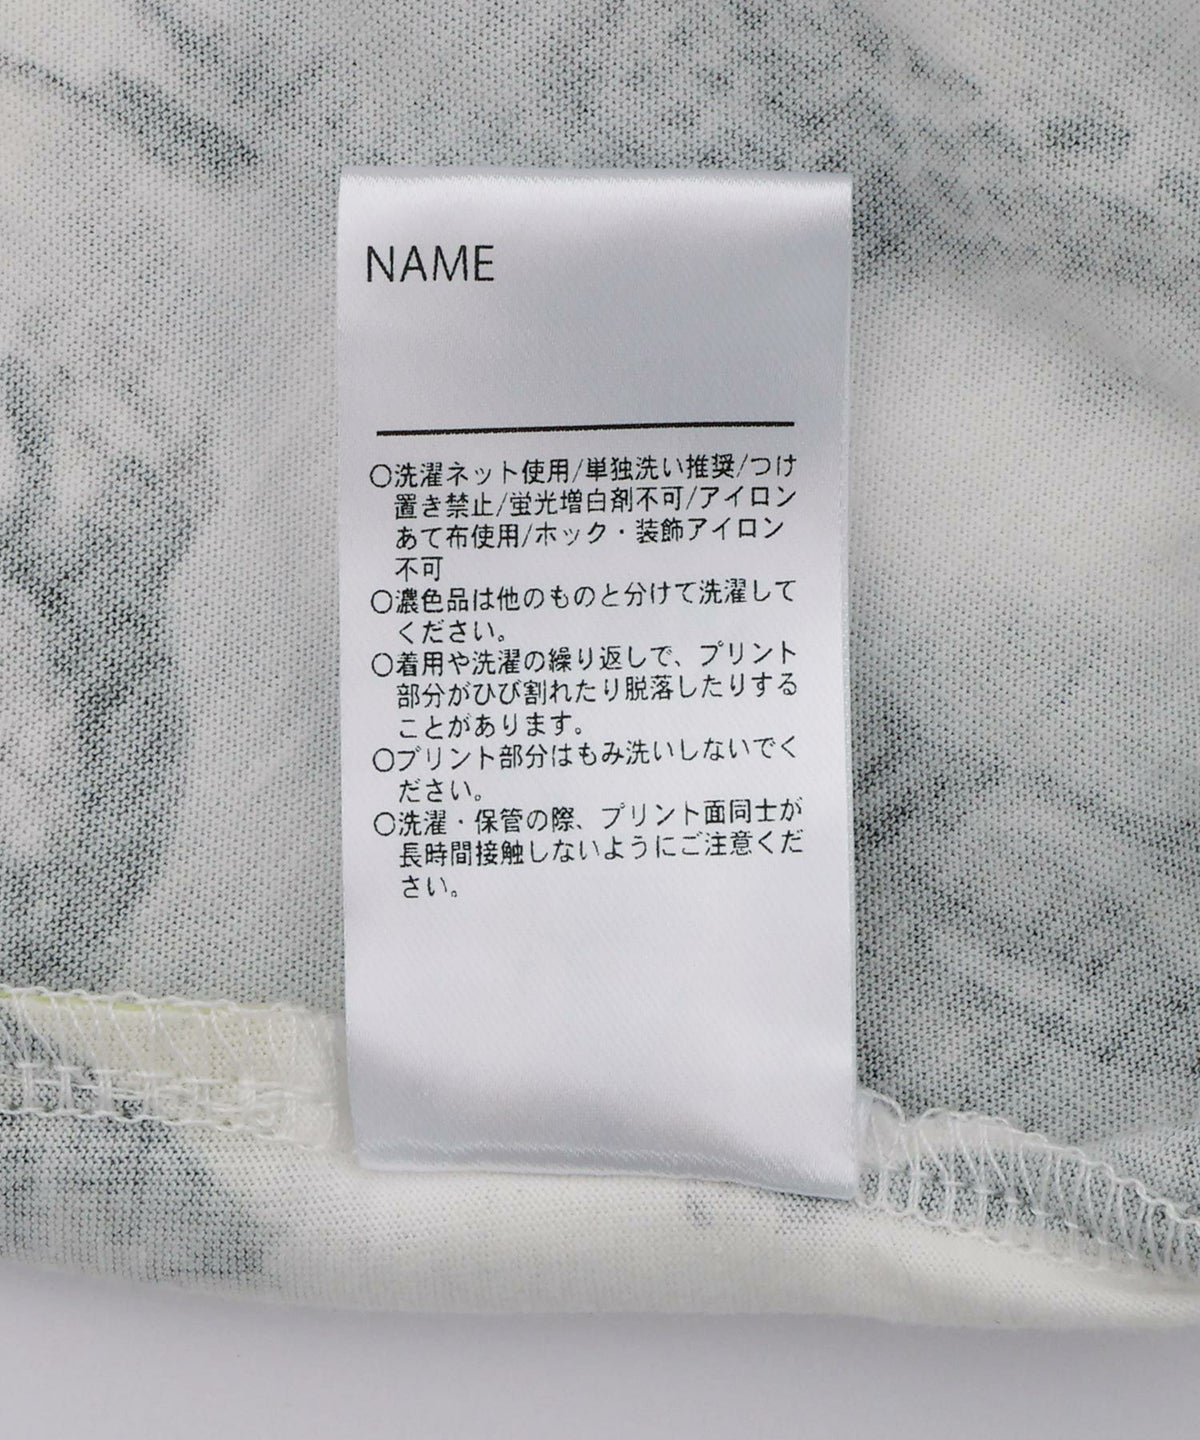 NAME
○洗濯ネット使用/単独洗い推奨/つけ
置き禁止/蛍光増白剤不可/アイロン
あて布使用/ホック・装飾アイロン
不可
○濃色品は他のものと分けて洗濯して
ください。
○着用や洗濯の繰り返しで、プリント
部分がひび割れたり脱落したりする
ことがあります。
○プリント部分はもみ洗いしないでく
ださい。
○洗濯・保管の際、プリント面同士が
長時間接触しないようにご注意くだ
さい。